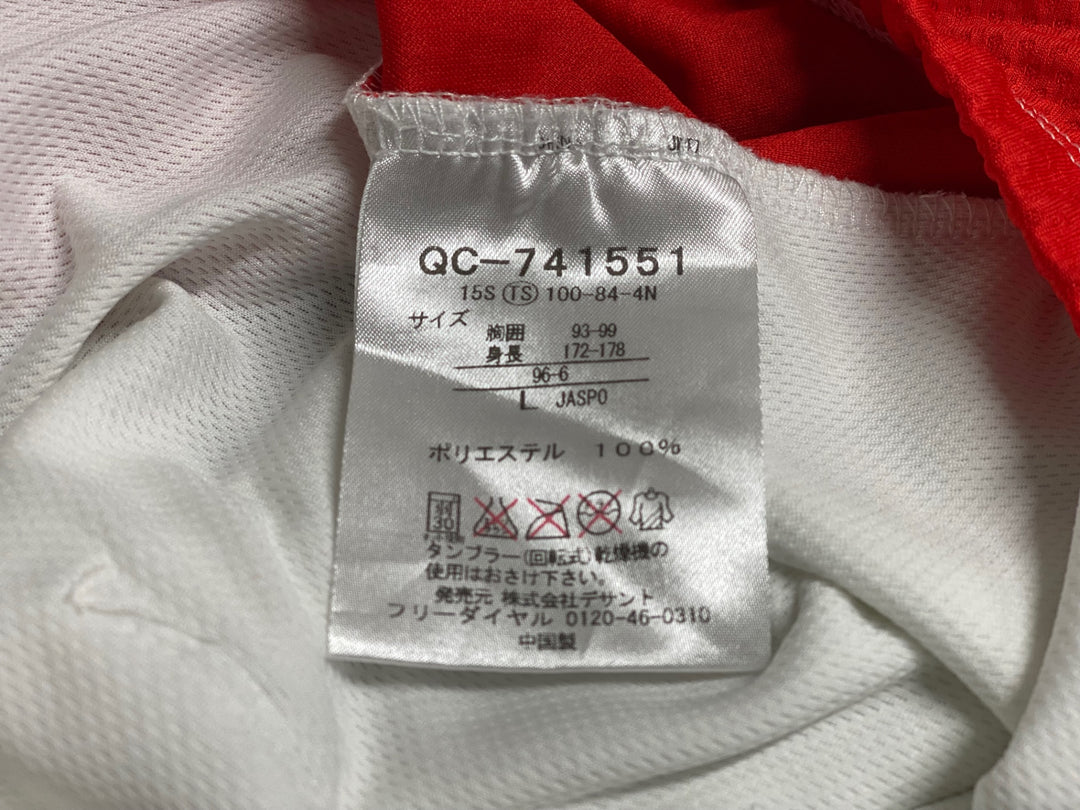 QC-741551
15S TS 100-84-4N
サイズ
胸囲 93-99
身長 172-178
96-6
L JASPO
ポリエステル 100%
弱
30
タンブラー(回転式)乾燥機の
使用はおさけ下さい。
発売元 株式会社デサント
フリーダイヤル 0120-46-0310
中国製